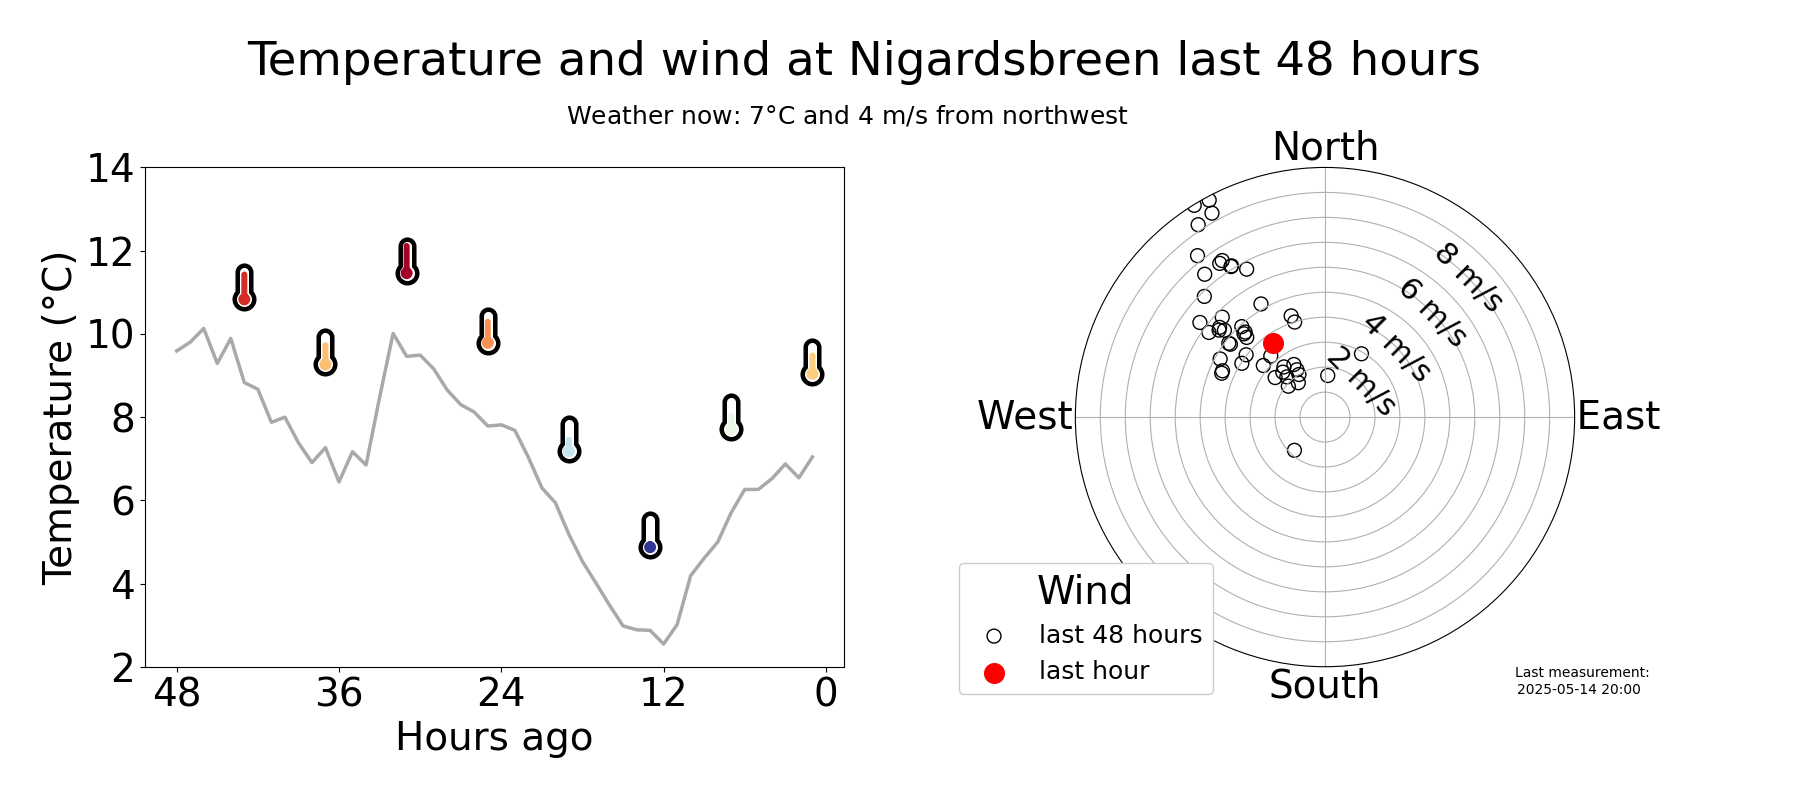 Temperature and wind at Nigardsbreen last 48 hours
Weather now: 7°C and 4 m/s from northwest
Temperature (°C)
14
12
10
8
6
4
2
48 36 24 12 0
Hours ago
North
West
East
South
8 m/s
6 m/s
4 m/s
2 m/s
Wind
last 48 hours
last hour
Last measurement:
2025-05-14 20:00